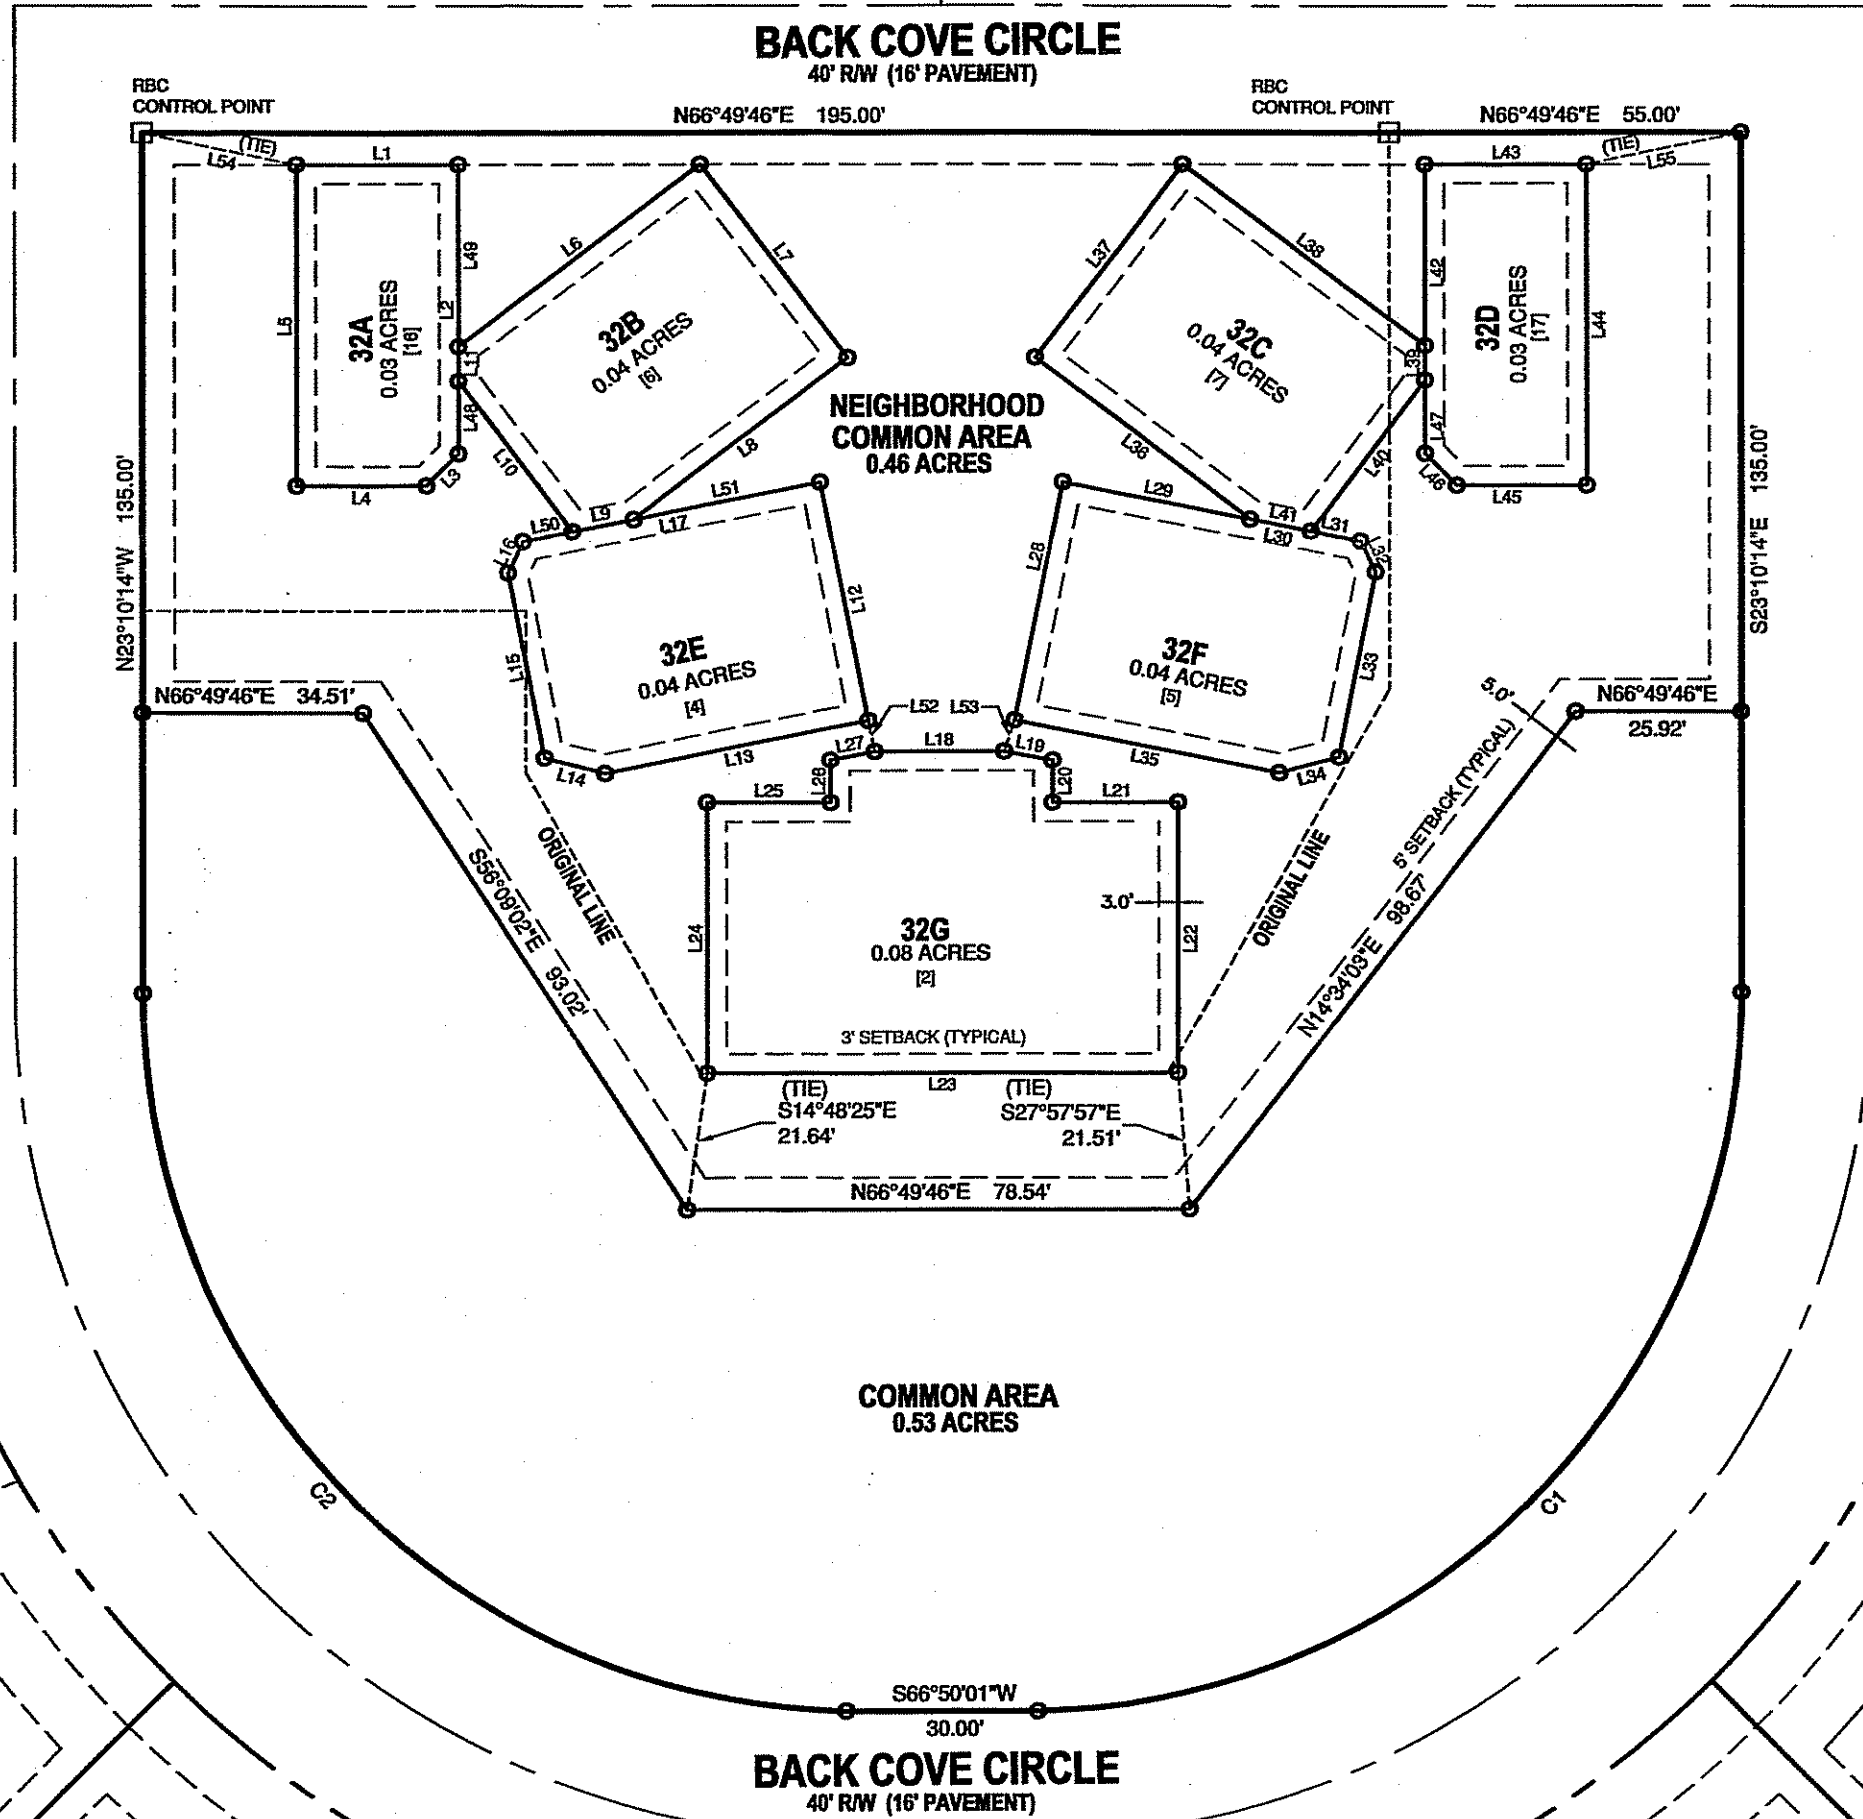 BACK COVE CIRCLE
40' R/W (16' PAVEMENT)
RBC
CONTROL POINT
N66°49'46"E 195.00'
RBC
CONTROL POINT
N66°49'46"E 55.00'
(TIE)
L54
L1
L43
(TIE)
L55
L5
32A
0.03 ACRES
[16]
L2
L49
L11
L48
L3
L4
L6
L7
32B
0.04 ACRES
[6]
L8
L10
L9
L37
L38
32C
0.04 ACRES
[7]
L36
L39
L40
L41
L42
32D
0.03 ACRES
[17]
L44
L47
L46
L45
NEIGHBORHOOD
COMMON AREA
0.46 ACRES
N23°10'14"W 135.00'
S23°10'14"E 135.00'
L50
L51
L17
L16
L12
L15
32E
0.04 ACRES
[4]
L14
L13
L29
L30
L31
L32
L28
32F
0.04 ACRES
[5]
L33
L34
L35
N66°49'46"E 34.51'
N66°49'46"E
25.92'
5.0'
5' SETBACK (TYPICAL)
L52 L53
L27
L18
L19
L26
L20
L25
L21
L24
L22
32G
0.08 ACRES
[2]
3.0'
3' SETBACK (TYPICAL)
L23
ORIGINAL LINE
ORIGINAL LINE
S56°09'02"E 93.02'
N14°34'03"E 98.67'
(TIE)
S14°48'25"E
21.64'
(TIE)
S27°57'57"E
21.51'
N66°49'46"E 78.54'
COMMON AREA
0.53 ACRES
C2
C1
S66°50'01"W
30.00'
BACK COVE CIRCLE
40' R/W (16' PAVEMENT)